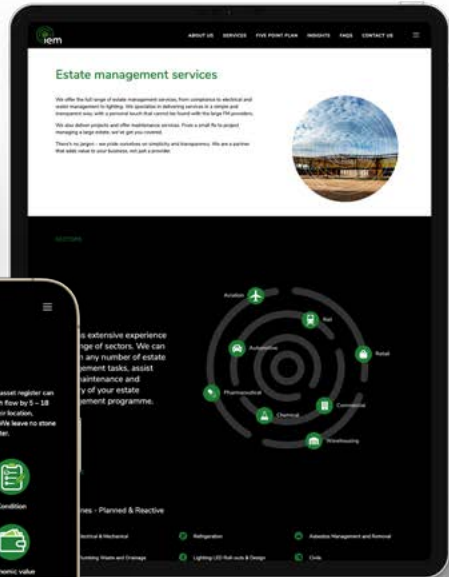 iem
ABOUT US SERVICES FIVE POINT PLAN INSIGHTS FAQS CONTACT US
Estate management services
We offer the full range of estate management services, from compliance to electrical and
water management to lighting. We specialise in delivering services in a simple and
transparent way, with a personal touch that cannot be found with the large FM providers.
We also deliver projects and offer maintenance services. From a small fix to project
managing a large estate, we've got you covered.
There's no jargon - we pride ourselves on simplicity and transparency. We are a partner
that adds value to your business, not just a provider.
SECTORS
Aviation
Rail
Automotive
Retail
Pharmaceutical
Commercial
Chemical
Warehousing
extensive experience
nge of sectors. We can
any number of estate
gement tasks, assist
maintenance and
ry of your estate
gement programme.
asset register can
flow by 5 – 18
ir location,
We leave no stone
Condition
nomic value
nes - Planned & Reactive
lectrical & Mechanical
Refrigeration
Asbestos Management and Removal
lumbing Waste and Drainage
Lighting LED Roll-outs & Design
Civils